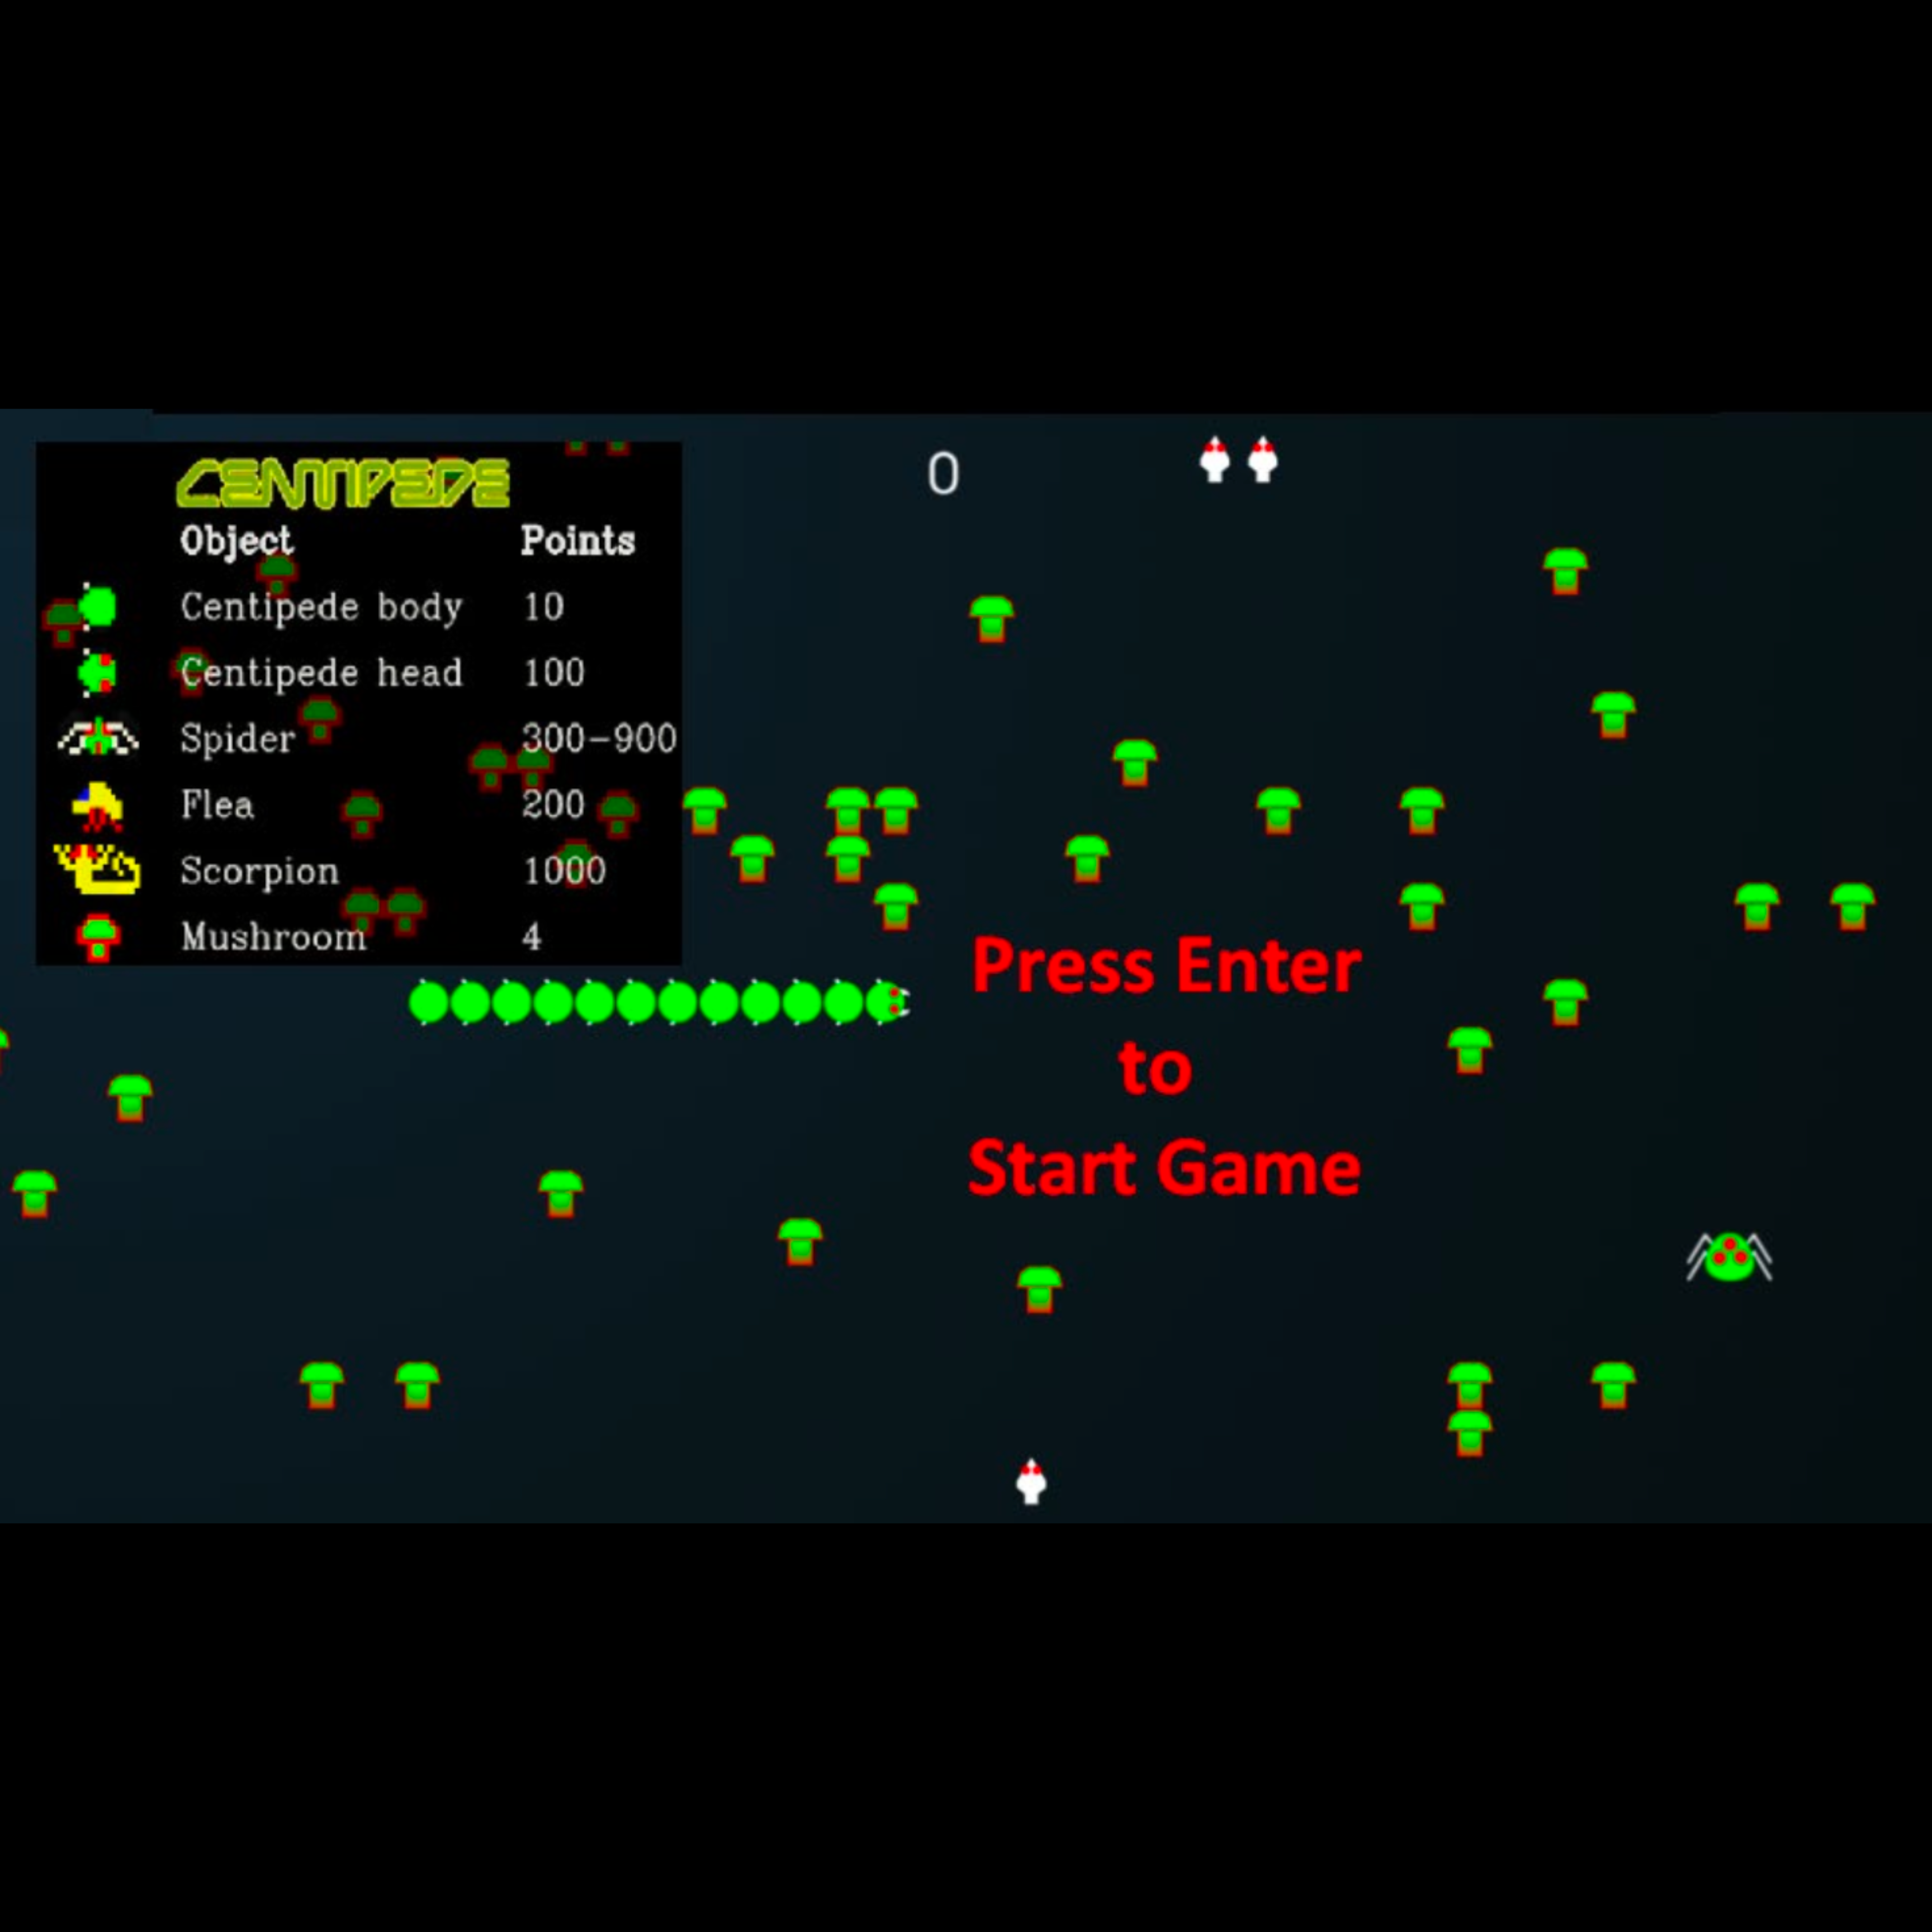 CENTIPEDE
0
Object Points
Centipede body 10
Centipede head 100
Spider 300-900
Flea 200
Scorpion 1000
Mushroom 4
Press Enter
to
Start Game